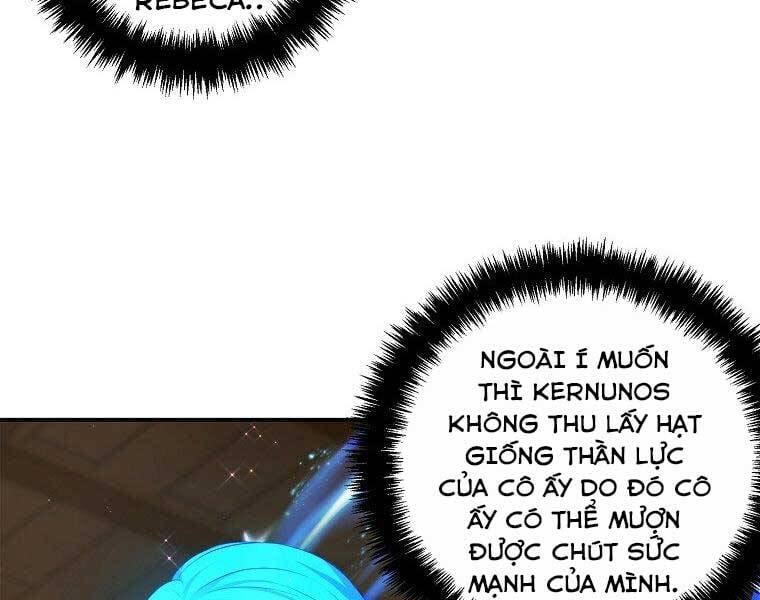 REBECA..
NGOÀI Í MUỐN
THÌ KERNUNOS
KHÔNG THU LẤY HẠT
GIỐNG THẦN LỰC
CỦA CÔ ẤY DO ĐÓ CÔ
ẤY CÓ THỂ MƯỢN
ĐƯỢC CHÚT SỨC
MẠNH CỦA MÌNH.